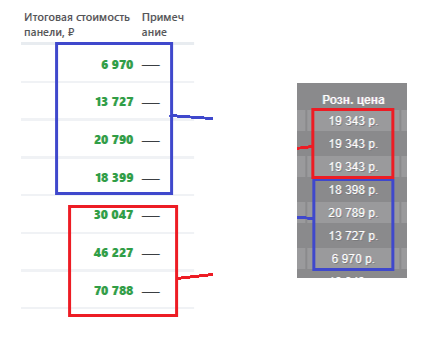 Итоговая стоимость Примеч
панели, ₽ ание
6 970 —
13 727 —
20 790 —
18 399 —
30 047 —
46 227 —
70 788 —
Розн. цена
19 343 р.
19 343 р.
19 343 р.
18 398 р.
20 789 р.
13 727 р.
6 970 р.